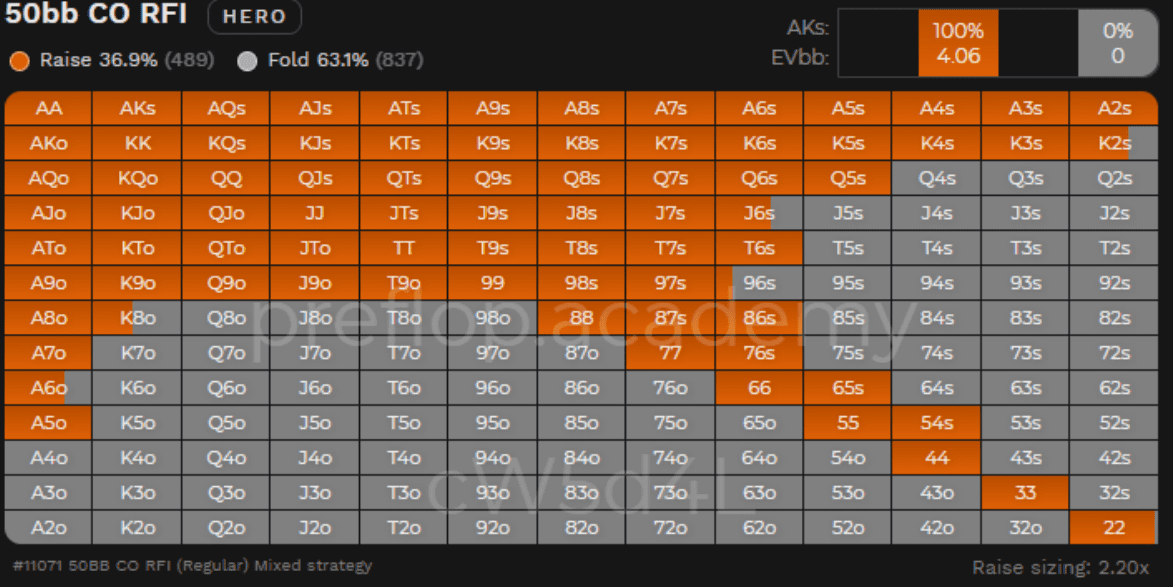 50bb CO RFI HERO
Raise 36.9% (489) Fold 63.1% (837)
AKs: 100% 0%
EVbb: 4.06 0
AA AKs AQs AJs ATs A9s A8s A7s A6s A5s A4s A3s A2s
AKo KK KQs KJs KTs K9s K8s K7s K6s K5s K4s K3s K2s
AQo KQo QQ QJs QTs Q9s Q8s Q7s Q6s Q5s Q4s Q3s Q2s
AJo KJo QJo JJ JTs J9s J8s J7s J6s J5s J4s J3s J2s
ATo KTo QTo JTo TT T9s T8s T7s T6s T5s T4s T3s T2s
A9o K9o Q9o J9o T9o 99 98s 97s 96s 95s 94s 93s 92s
A8o K8o Q8o J8o T8o 98o 88 87s 86s 85s 84s 83s 82s
preflop.academy
A7o K7o Q7o J7o T7o 97o 87o 77 76s 75s 74s 73s 72s
A6o K6o Q6o J6o T6o 96o 86o 76o 66 65s 64s 63s 62s
A5o K5o Q5o J5o T5o 95o 85o 75o 65o 55 54s 53s 52s
A4o K4o Q4o J4o T4o 94o 84o 74o 64o 54o 44 43s 42s
A3o K3o Q3o J3o T3o 93o 83o 73o 63o 53o 43o 33 32s
cW5d4L
A2o K2o Q2o J2o T2o 92o 82o 72o 62o 52o 42o 32o 22
#11071 50BB CO RFI (Regular) Mixed strategy
Raise sizing: 2.20x